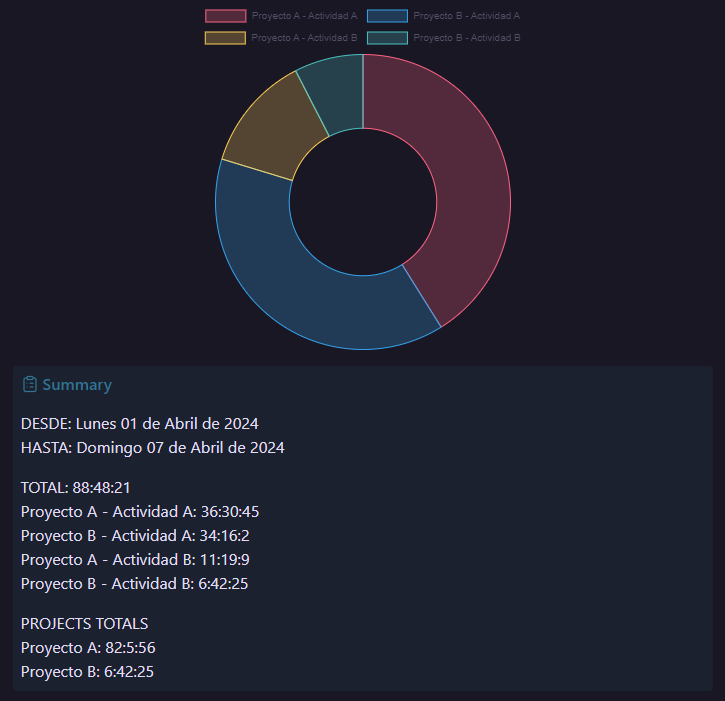 Proyecto A - Actividad A Proyecto B - Actividad A
Proyecto A - Actividad B Proyecto B - Actividad B
Summary
DESDE: Lunes 01 de Abril de 2024
HASTA: Domingo 07 de Abril de 2024
TOTAL: 88:48:21
Proyecto A - Actividad A: 36:30:45
Proyecto B - Actividad A: 34:16:2
Proyecto A - Actividad B: 11:19:9
Proyecto B - Actividad B: 6:42:25
PROJECTS TOTALS
Proyecto A: 82:5:56
Proyecto B: 6:42:25